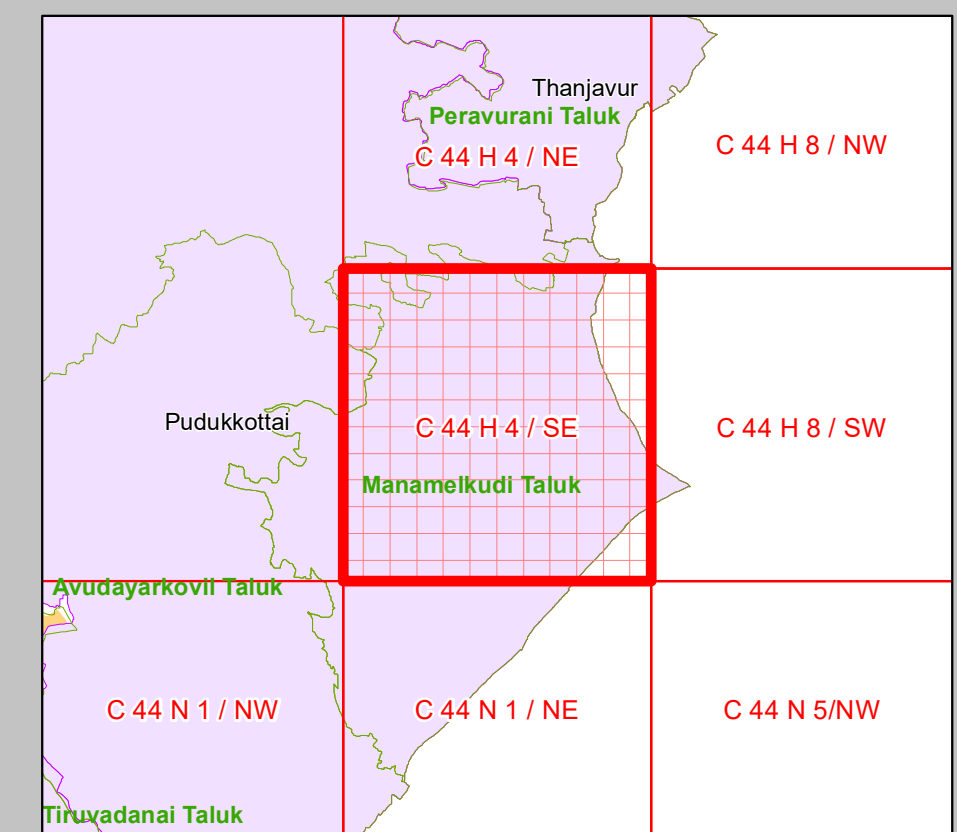 Thanjavur
Peravurani Taluk
C 44 H 4 / NE
C 44 H 8 / NW
Pudukkottai
C 44 H 4 / SE
C 44 H 8 / SW
Manamelkudi Taluk
Avudayarkovil Taluk
C 44 N 1 / NW
C 44 N 1 / NE
C 44 N 5/NW
Tiruvadanai Taluk